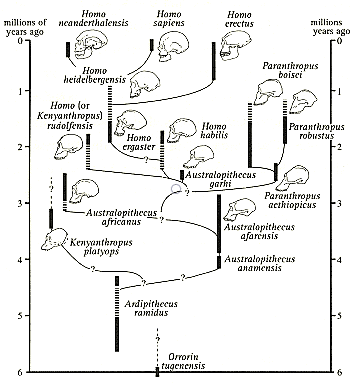 millions of
years ago
Homo
neanderthalensis
Homo
sapiens
Homo
erectus
millions of
years ago
0
0
Homo
heidelbergensis
Paranthropus
boisei
1
1
Homo (or
Kenyanthropus)
rudolfensis
Homo
ergaster
Homo
habilis
Paranthropus
robustus
2
2
?
Australopithecus
garhi
?
?
Paranthropus
aethiopicus
3
3
Australopithecus
africanus
?
Australopithecus
afarensis
Kenyanthropus
platyops
4
4
Australopithecus
anamensis
?
?
?
Ardipithecus
ramidus
5
5
?
Orrorin
tugenensis
6
6